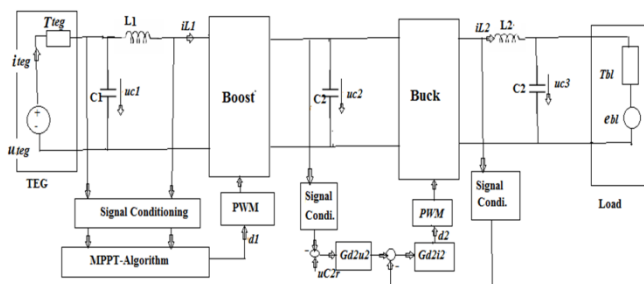 Tteg
L1
iL1
iL2
L2
iteg
C1
uc1
Boost
C2
uc2
Buck
C2
uc3
Tbl
ebl
uteg
TEG
Signal Conditioning
PWM
Signal
Condi.
PWM
Signal
Condi.
Load
MPPT-Algorithm
d1
d2
-
Gd2u2
-
Gd2i2
uC2r